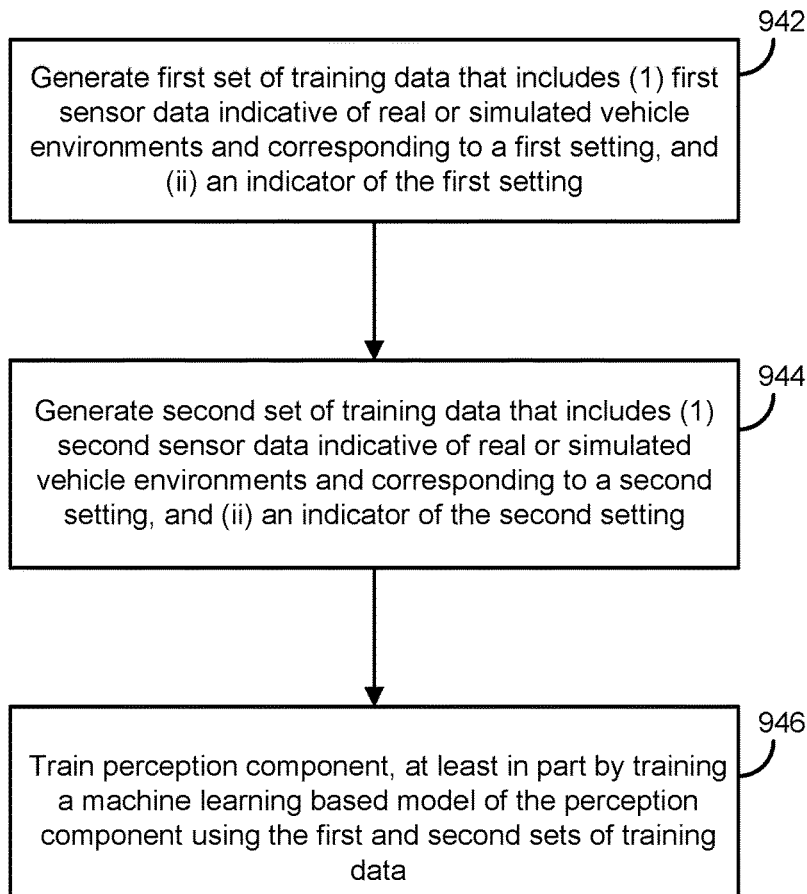 942
Generate first set of training data that includes (1) first
sensor data indicative of real or simulated vehicle
environments and corresponding to a first setting, and
(ii) an indicator of the first setting
944
Generate second set of training data that includes (1)
second sensor data indicative of real or simulated
vehicle environments and corresponding to a second
setting, and (ii) an indicator of the second setting
946
Train perception component, at least in part by training
a machine learning based model of the perception
component using the first and second sets of training
data